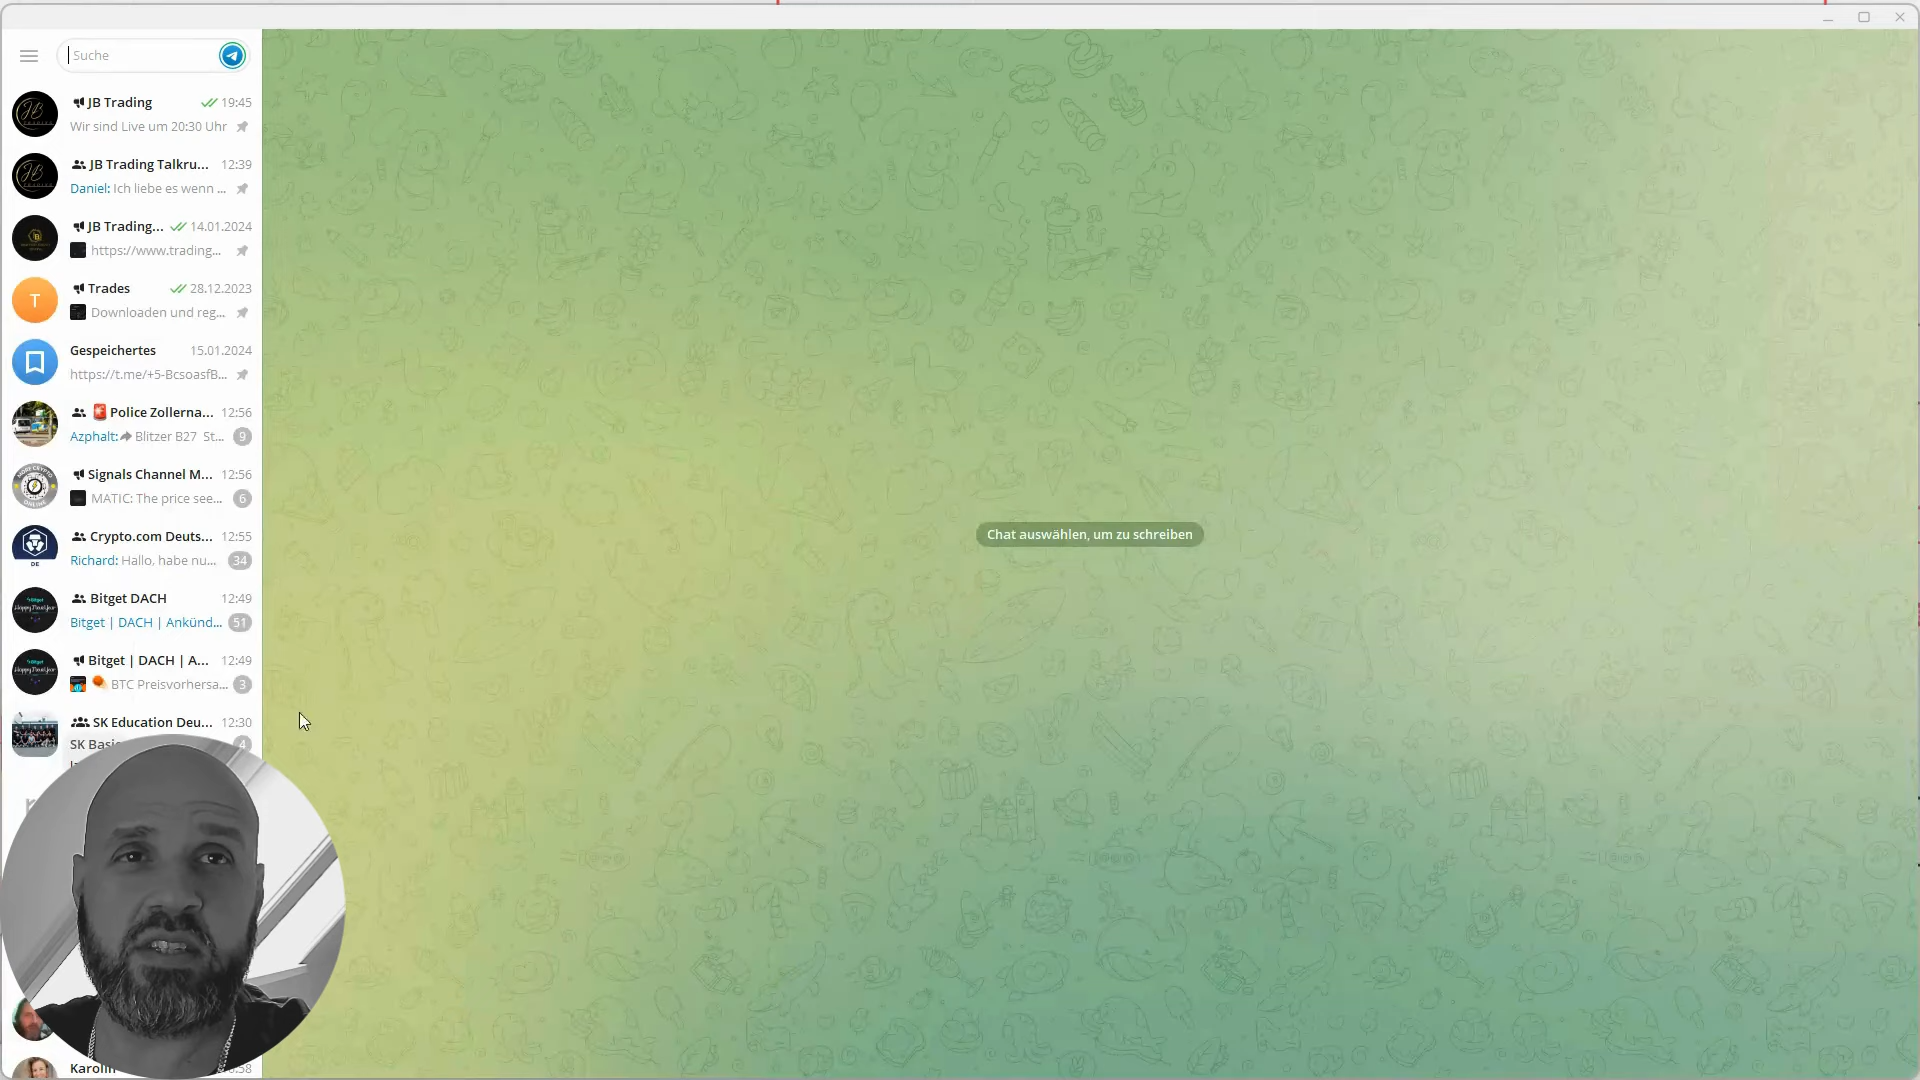 Suche
JB Trading 19:45
Wir sind Live um 20:30 Uhr
JB Trading Talkru... 12:39
Daniel: Ich liebe es wenn ...
JB Trading... 14.01.2024
https://www.trading...
T
Trades 28.12.2023
Downloaden und reg...
Gespeichertes 15.01.2024
https://t.me/+5-BcsoasfB...
Police Zollerna... 12:56
Azphalt: Blitzer B27 St... 9
Signals Channel M... 12:56
MATIC: The price see... 6
Crypto.com Deuts... 12:55
Richard: Hallo, habe nu... 34
DE
Bitget DACH 12:49
Bitget | DACH | Ankünd... 51
Bitget | DACH | A... 12:49
BTC Preisvorhersa... 3
SK Education Deu... 12:30
SK Basi 4
Karolin
Chat auswählen, um zu schreiben